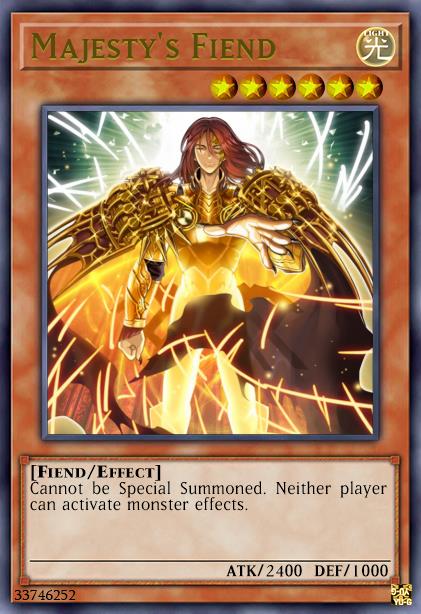 Majesty's Fiend
LIGHT
光
[Fiend/Effect]
Cannot be Special Summoned. Neither player
can activate monster effects.
ATK/2400 DEF/1000
33746252